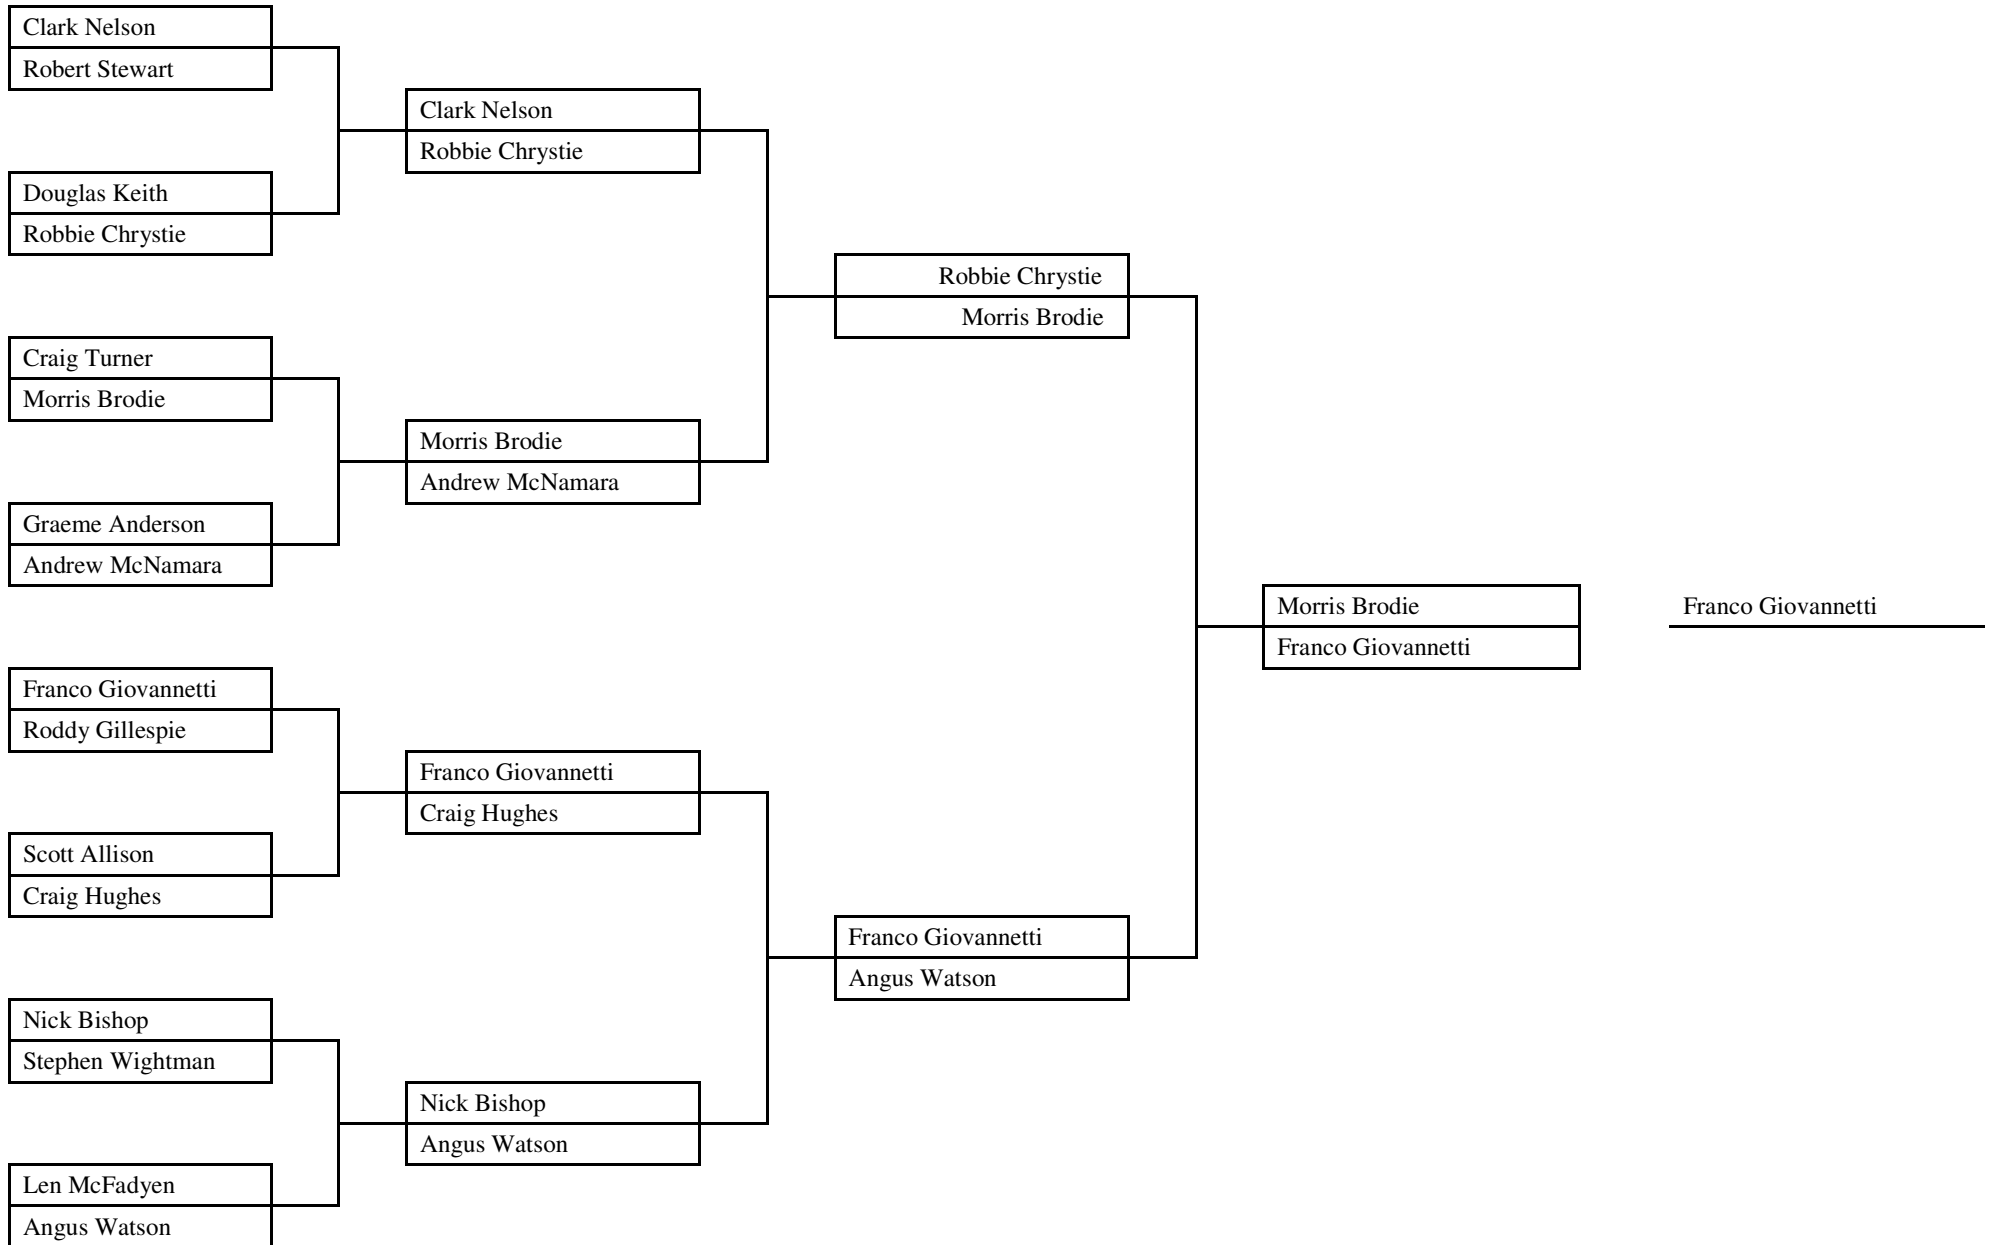 Clark Nelson
Robert Stewart
Douglas Keith
Robbie Chrystie
Craig Turner
Morris Brodie
Graeme Anderson
Andrew McNamara
Franco Giovannetti
Roddy Gillespie
Scott Allison
Craig Hughes
Nick Bishop
Stephen Wightman
Len McFadyen
Angus Watson
Clark Nelson
Robbie Chrystie
Morris Brodie
Andrew McNamara
Franco Giovannetti
Craig Hughes
Nick Bishop
Angus Watson
Robbie Chrystie
Morris Brodie
Franco Giovannetti
Angus Watson
Morris Brodie
Franco Giovannetti
Franco Giovannetti